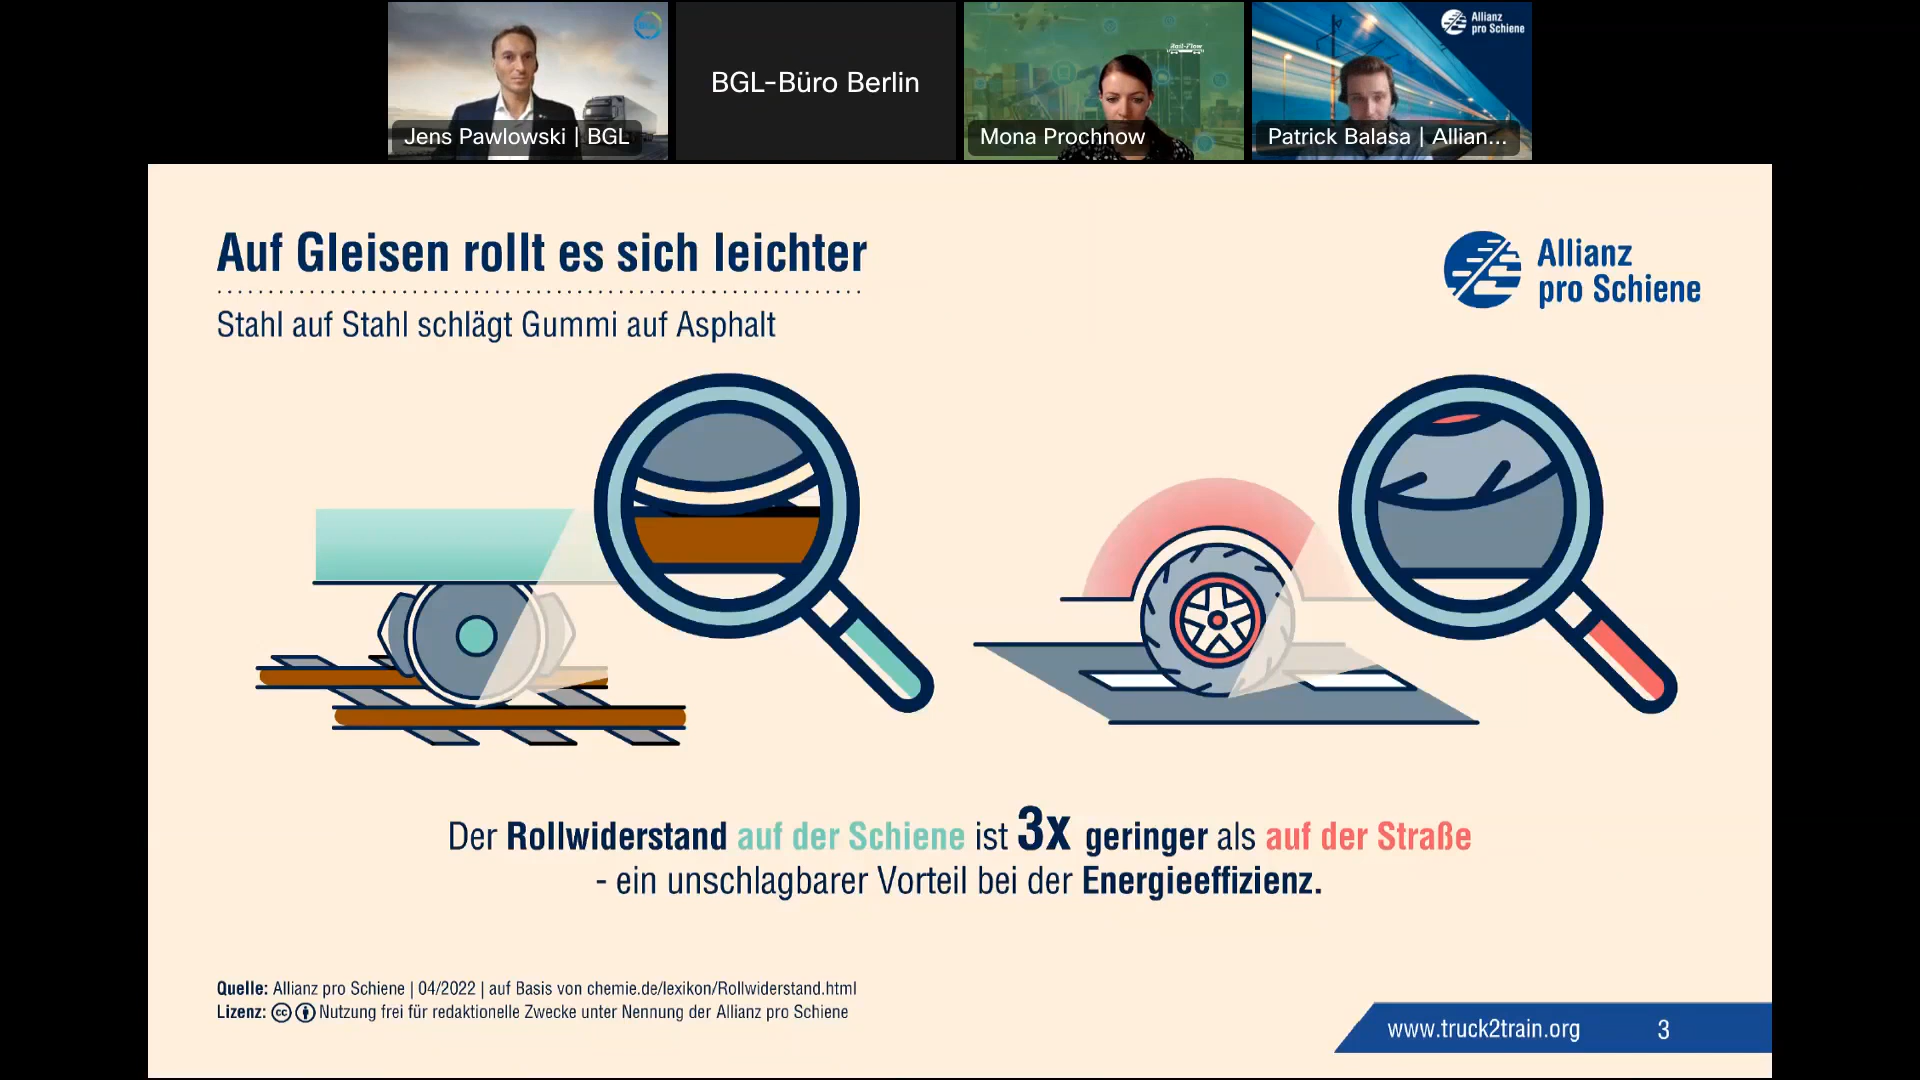 Allianz
pro Schiene
BGL-Büro Berlin
Rail-Flow
Jens Pawlowski | BGL
Mona Prochnow
Patrick Balasa | Allian...
Auf Gleisen rollt es sich leichter
Stahl auf Stahl schlägt Gummi auf Asphalt
Allianz
pro Schiene
Der Rollwiderstand auf der Schiene ist 3x geringer als auf der Straße
- ein unschlagbarer Vorteil bei der Energieeffizienz.
Quelle: Allianz pro Schiene | 04/2022 | auf Basis von chemie.de/lexikon/Rollwiderstand.html
Lizenz: Nutzung frei für redaktionelle Zwecke unter Nennung der Allianz pro Schiene
www.truck2train.org 3